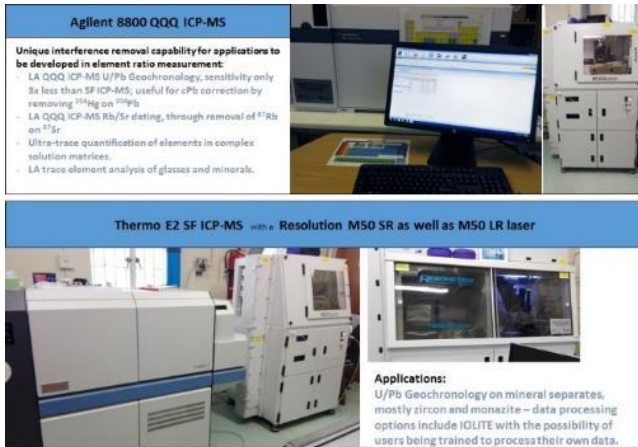 Agilent 8800 QQQ ICP-MS
Unique interference removal capability for applications to
be developed in element ratio measurement:
- LA QQQ ICP-MS U/Pb Geochronology, sensitivity only
3x less than SF ICP-MS; useful for cPb correction by
removing ²⁰⁴Hg on ²⁰⁴Pb
- LA QQQ ICP-MS Rb/Sr dating, through removal of ⁸⁷Rb
on ⁸⁷Sr
- Ultra-trace quantification of elements in complex
solution matrices.
- LA trace element analysis of glasses and minerals.
Thermo E2 SF ICP-MS with a Resolution M50 SR as well as M50 LR laser
Applications:
U/Pb Geochronology on mineral separates,
mostly zircon and monazite – data processing
options include IOLITE with the possibility of
users being trained to process their own data.